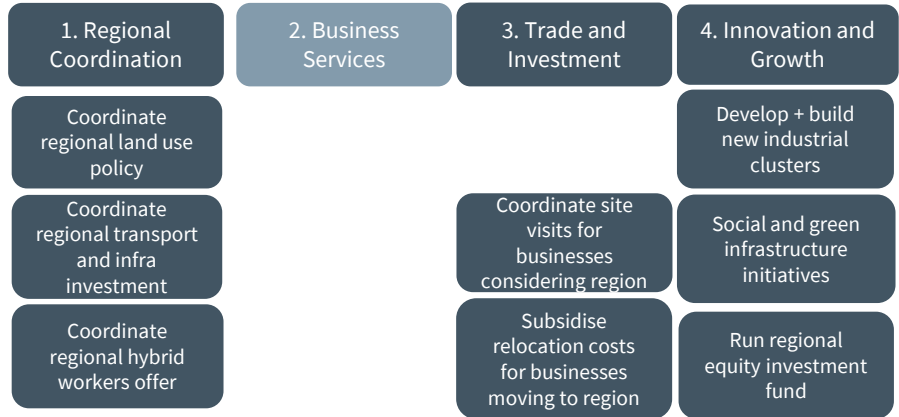 1. Regional
Coordination
2. Business
Services
3. Trade and
Investment
4. Innovation and
Growth
Coordinate
regional land use
policy
Coordinate
regional transport
and infra
investment
Coordinate
regional hybrid
workers offer
Coordinate site
visits for
businesses
considering region
Subsidise
relocation costs
for businesses
moving to region
Develop + build
new industrial
clusters
Social and green
infrastructure
initiatives
Run regional
equity investment
fund